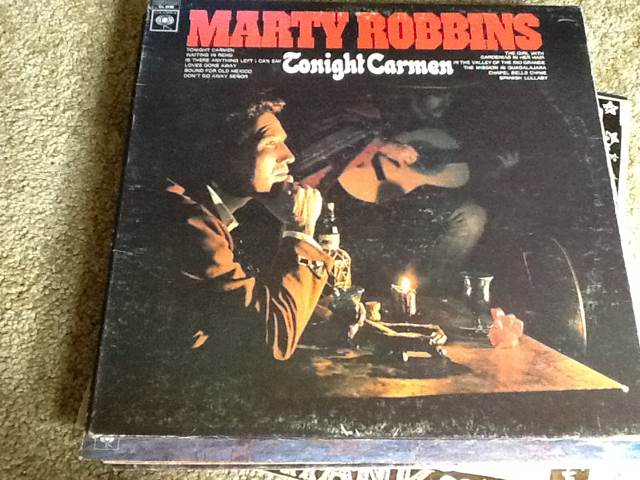 MARTY ROBBINS
Tonight Carmen
TONIGHT CARMEN
WAITING IN RENO
IS THERE ANYTHING LEFT I CAN SAY
LOVE'S GONE AWAY
BOUND FOR OLD MEXICO
DON'T GO AWAY SEÑOR
THE GIRL WITH
GARDENIAS IN HER HAIR
IN THE VALLEY OF THE RIO GRANDE
THE MISSION IN GUADALAJARA
CHAPEL BELLS CHIME
SPANISH LULLABY